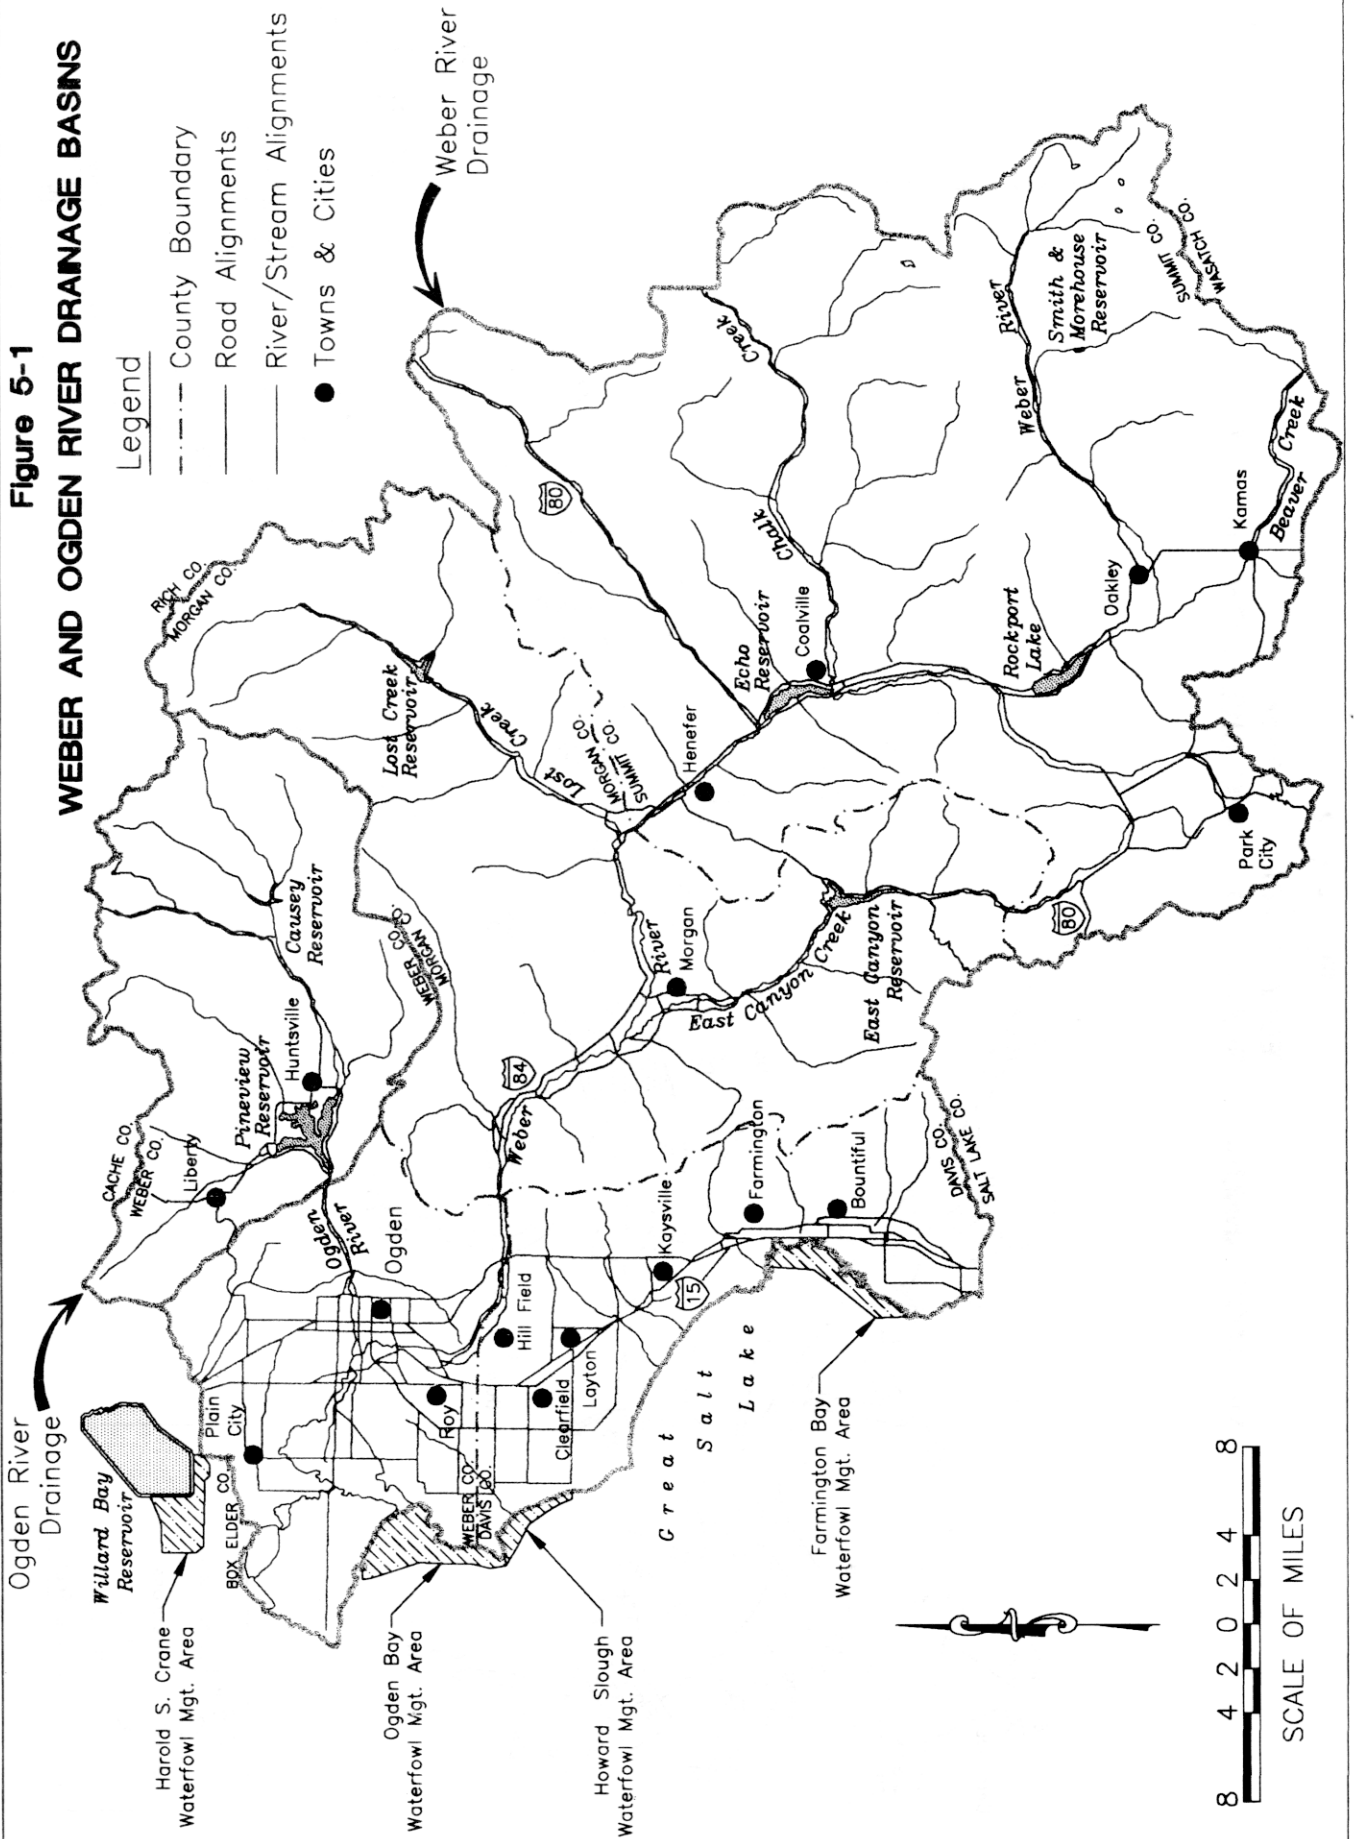 Figure 5-1
WEBER AND OGDEN RIVER DRAINAGE BASINS
Legend
County Boundary
Road Alignments
River/Stream Alignments
Towns & Cities
Ogden River
Drainage
Weber River
Drainage
Willard Bay
Reservoir
Harold S. Crane
Waterfowl Mgt. Area
BOX ELDER CO.
Plain
City
CACHE CO.
WEBER CO.
Liberty
Pineview
Reservoir
Huntsville
Causey
Reservoir
RICH CO.
MORGAN CO.
Ogden
River
Ogden
WEBER CO.
MORGAN CO.
Lost Creek
Reservoir
Lost
Creek
80
Ogden Bay
Waterfowl Mgt. Area
WEBER CO.
DAVIS CO.
Roy
Hill Field
Clearfield
Layton
Weber
84
River
Morgan
MORGAN CO.
SUMMIT CO.
Henefer
Echo
Reservoir
Coalville
Chalk
Creek
Howard Slough
Waterfowl Mgt. Area
Great
Salt
Lake
15
Kaysville
Farmington
Bountiful
East Canyon Creek
East Canyon
Reservoir
DAVIS CO.
SALT LAKE CO.
Farmington Bay
Waterfowl Mgt. Area
80
Rockport
Lake
Oakley
Weber
River
Smith &
Morehouse
Reservoir
SUMMIT CO.
WASATCH CO.
Park
City
Kamas
Beaver
Creek
8 4 2 0 2 4 8
SCALE OF MILES